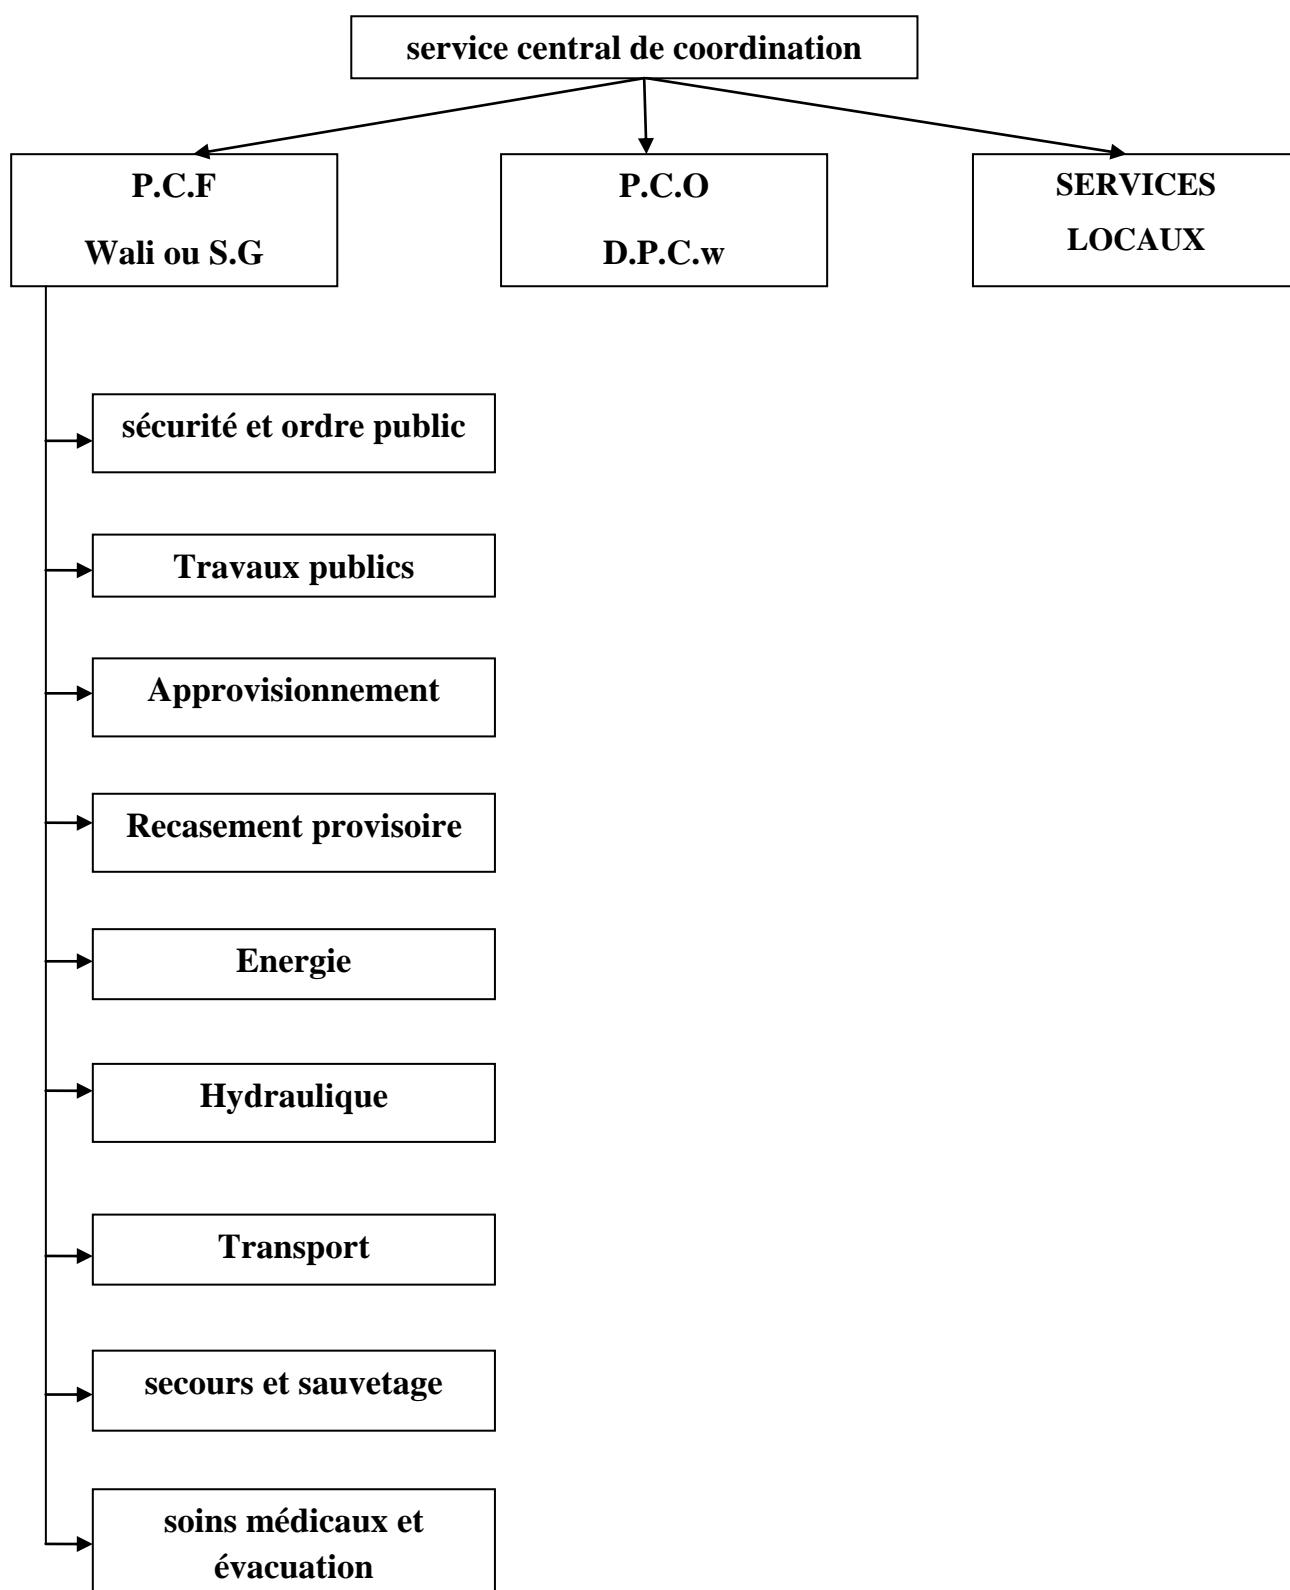 service central de coordination
P.C.F
Wali ou S.G
P.C.O
D.P.C.w
SERVICES
LOCAUX
sécurité et ordre public
Travaux publics
Approvisionnement
Recasement provisoire
Energie
Hydraulique
Transport
secours et sauvetage
soins médicaux et
évacuation